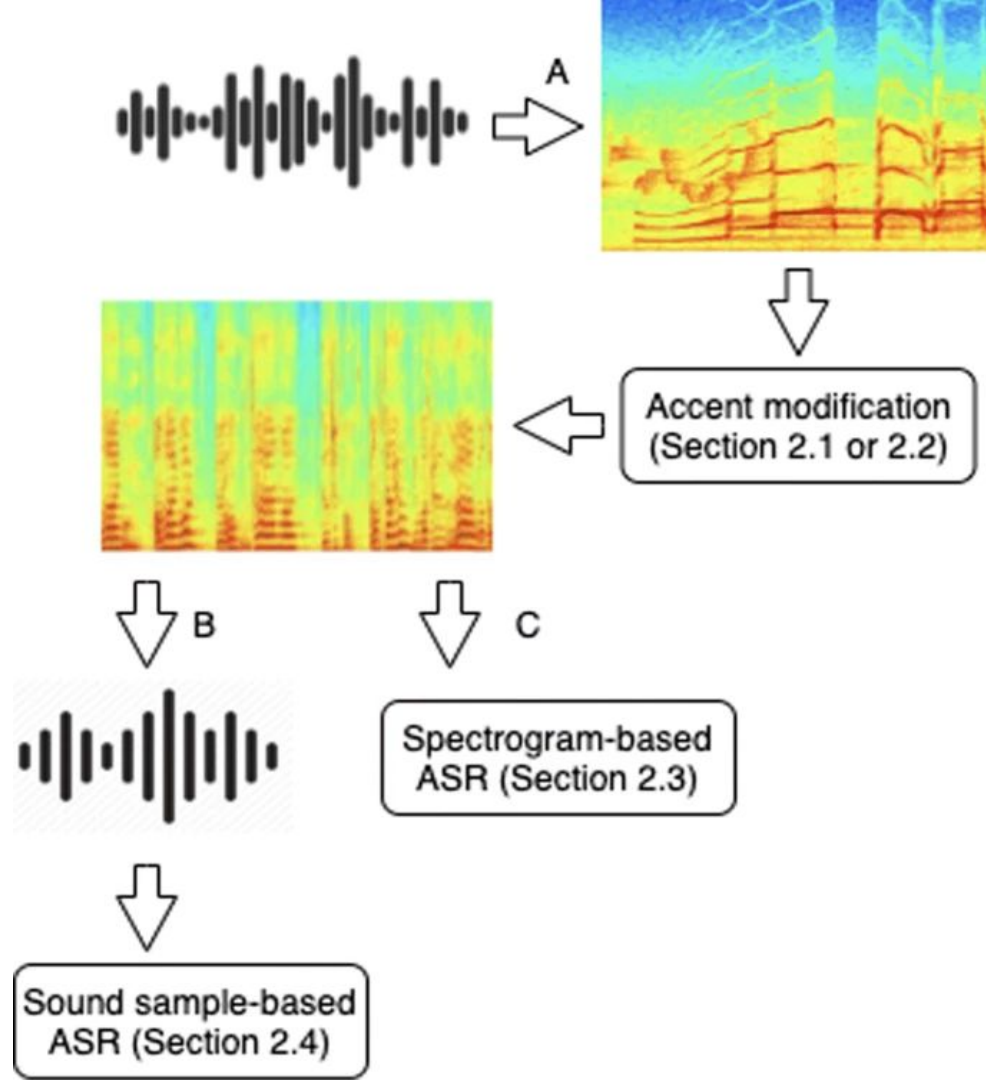 A
Accent modification
(Section 2.1 or 2.2)
B
C
Spectrogram-based
ASR (Section 2.3)
Sound sample-based
ASR (Section 2.4)